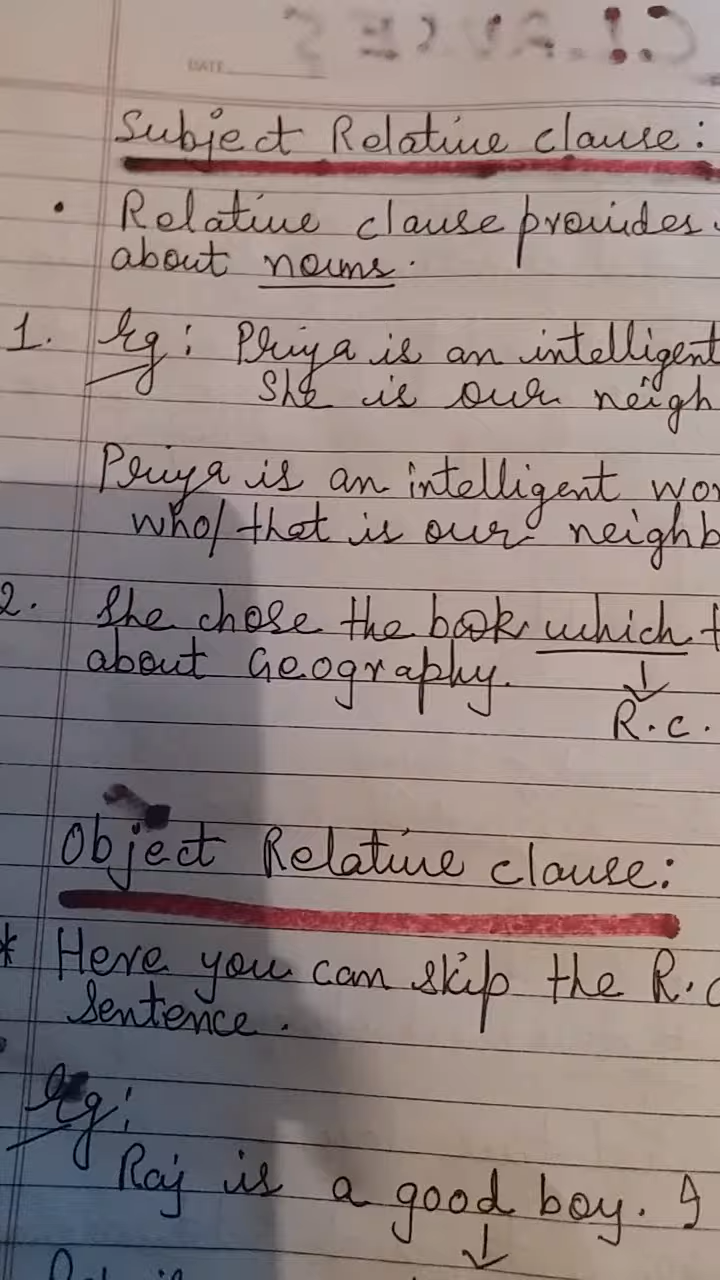 DATE
Subject Relative clause:
• Relative clause provides
about nouns.
1. Eg: Priya is an intelligent
She is our neigh
Priya is an intelligent wo
who/that is our neighb
2. She chose the book which t
about Geography. ↓
R.C.
Object Relative clause:
* Here you can skip the R.C
Sentence.
Eg:
Raj is a good boy. I
↓